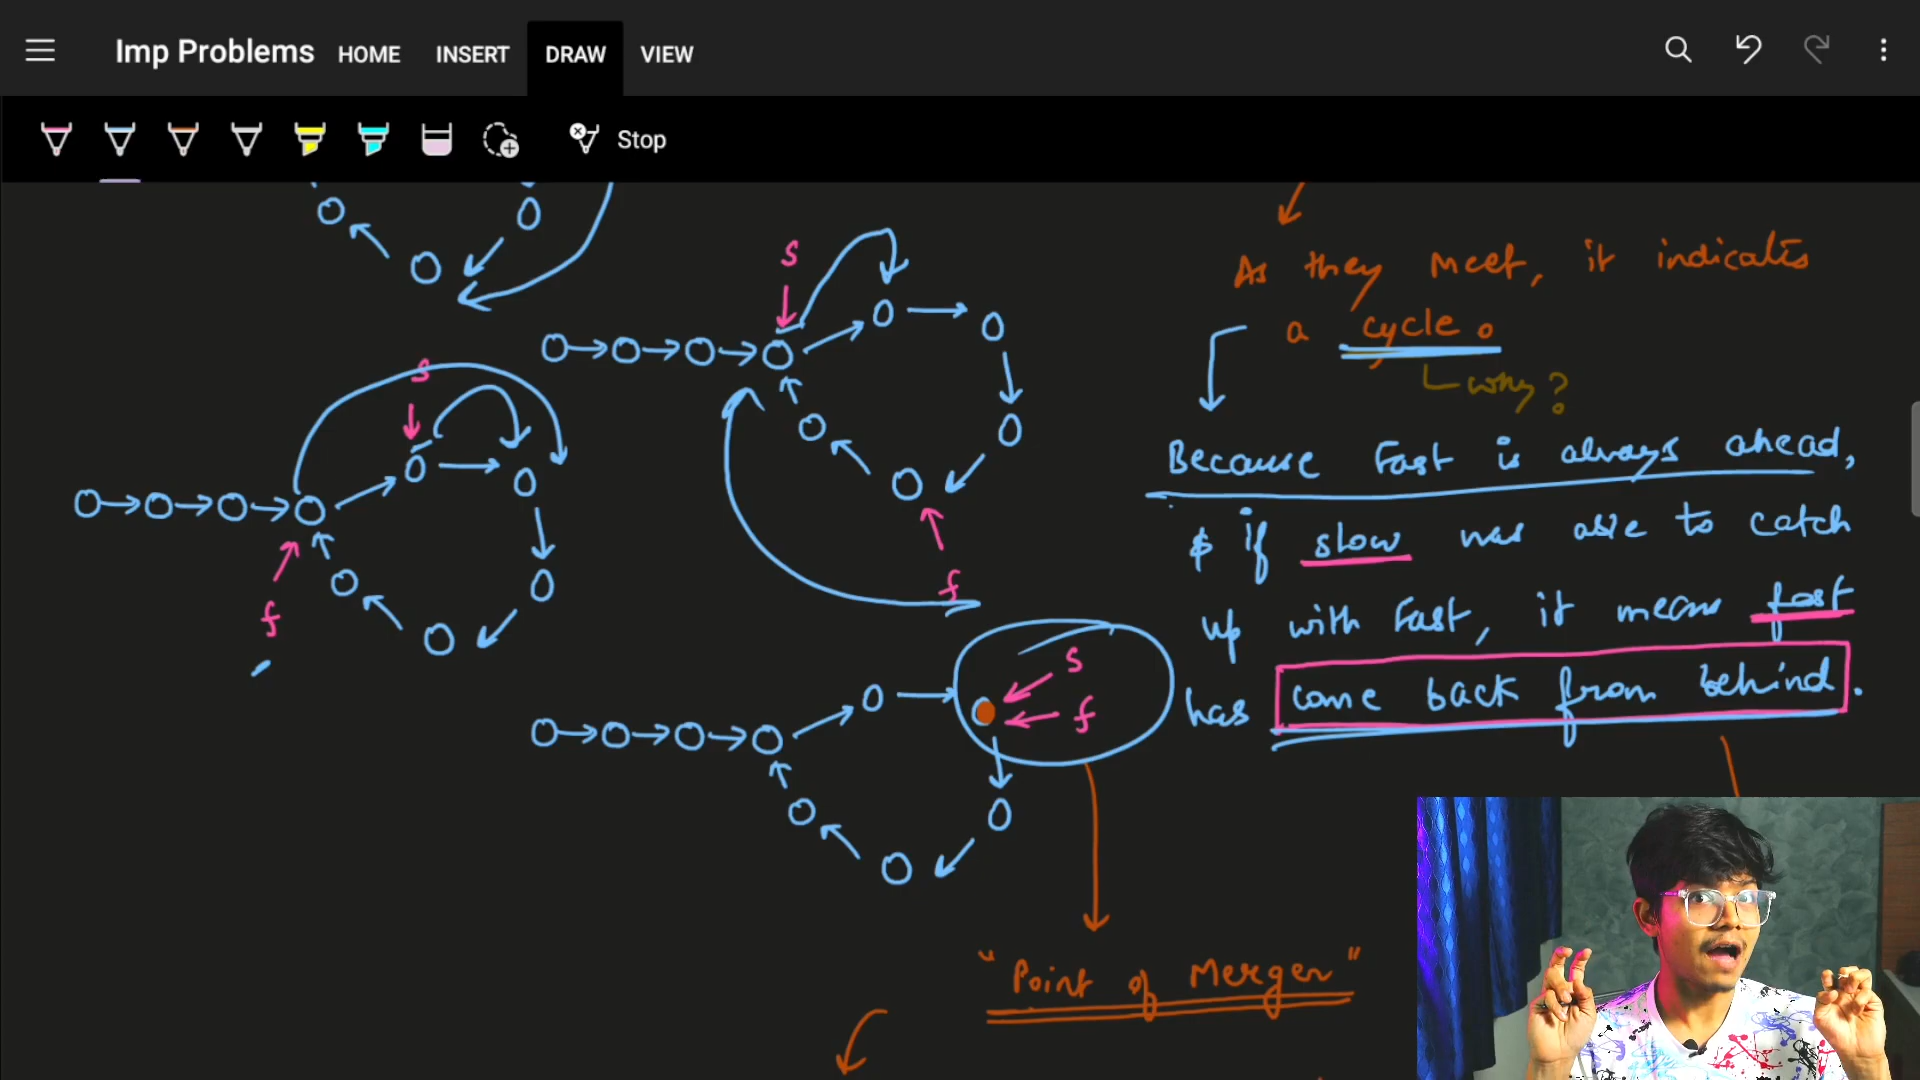 Imp Problems HOME INSERT DRAW VIEW
Stop
s
s
f
f
s
f
As they meet, it indicates
a cycle.
why?
Because Fast is always ahead,
& if slow was able to catch
up with Fast, it means fast
has come back from behind.
"Point of Merger"